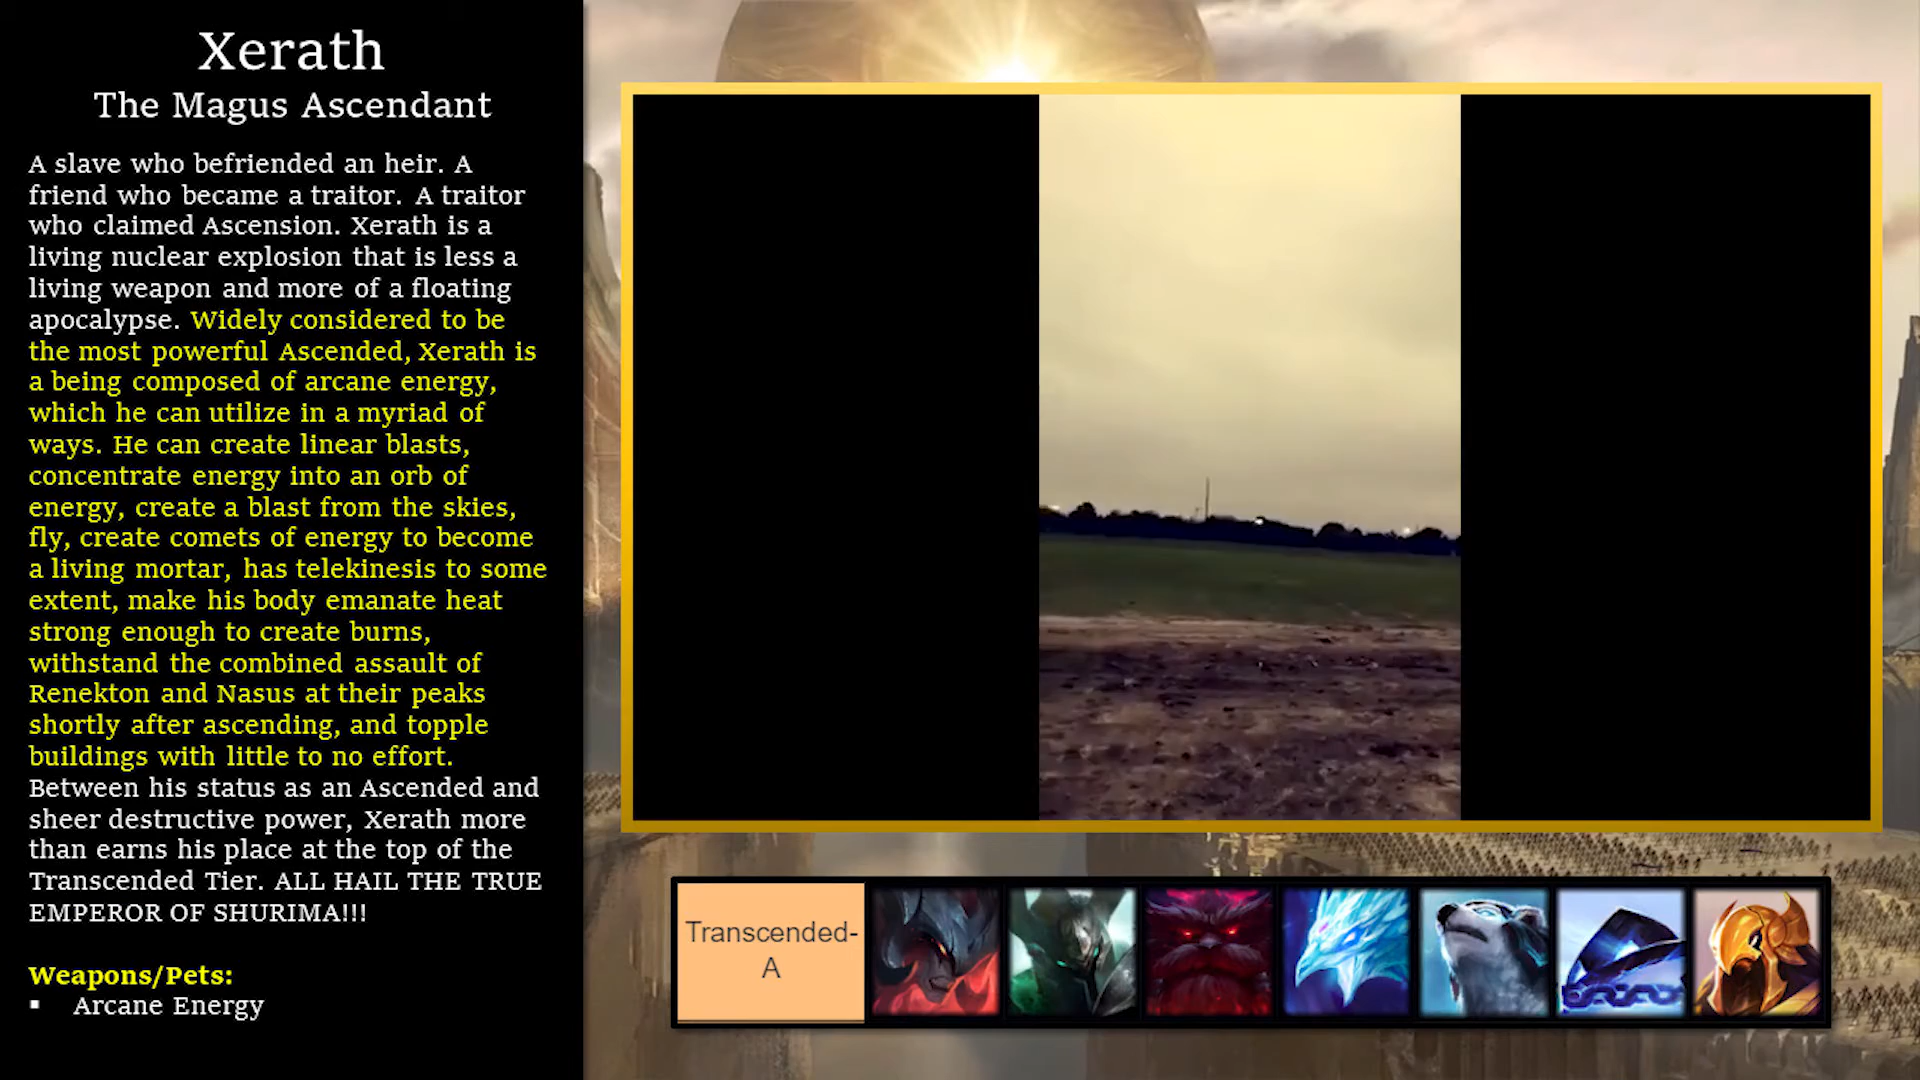 Xerath
The Magus Ascendant
A slave who befriended an heir. A
friend who became a traitor. A traitor
who claimed Ascension. Xerath is a
living nuclear explosion that is less a
living weapon and more of a floating
apocalypse. Widely considered to be
the most powerful Ascended, Xerath is
a being composed of arcane energy,
which he can utilize in a myriad of
ways. He can create linear blasts,
concentrate energy into an orb of
energy, create a blast from the skies,
fly, create comets of energy to become
a living mortar, has telekinesis to some
extent, make his body emanate heat
strong enough to create burns,
withstand the combined assault of
Renekton and Nasus at their peaks
shortly after ascending, and topple
buildings with little to no effort.
Between his status as an Ascended and
sheer destructive power, Xerath more
than earns his place at the top of the
Transcended Tier. ALL HAIL THE TRUE
EMPEROR OF SHURIMA!!!
Weapons/Pets:
▪ Arcane Energy
Transcended-
A